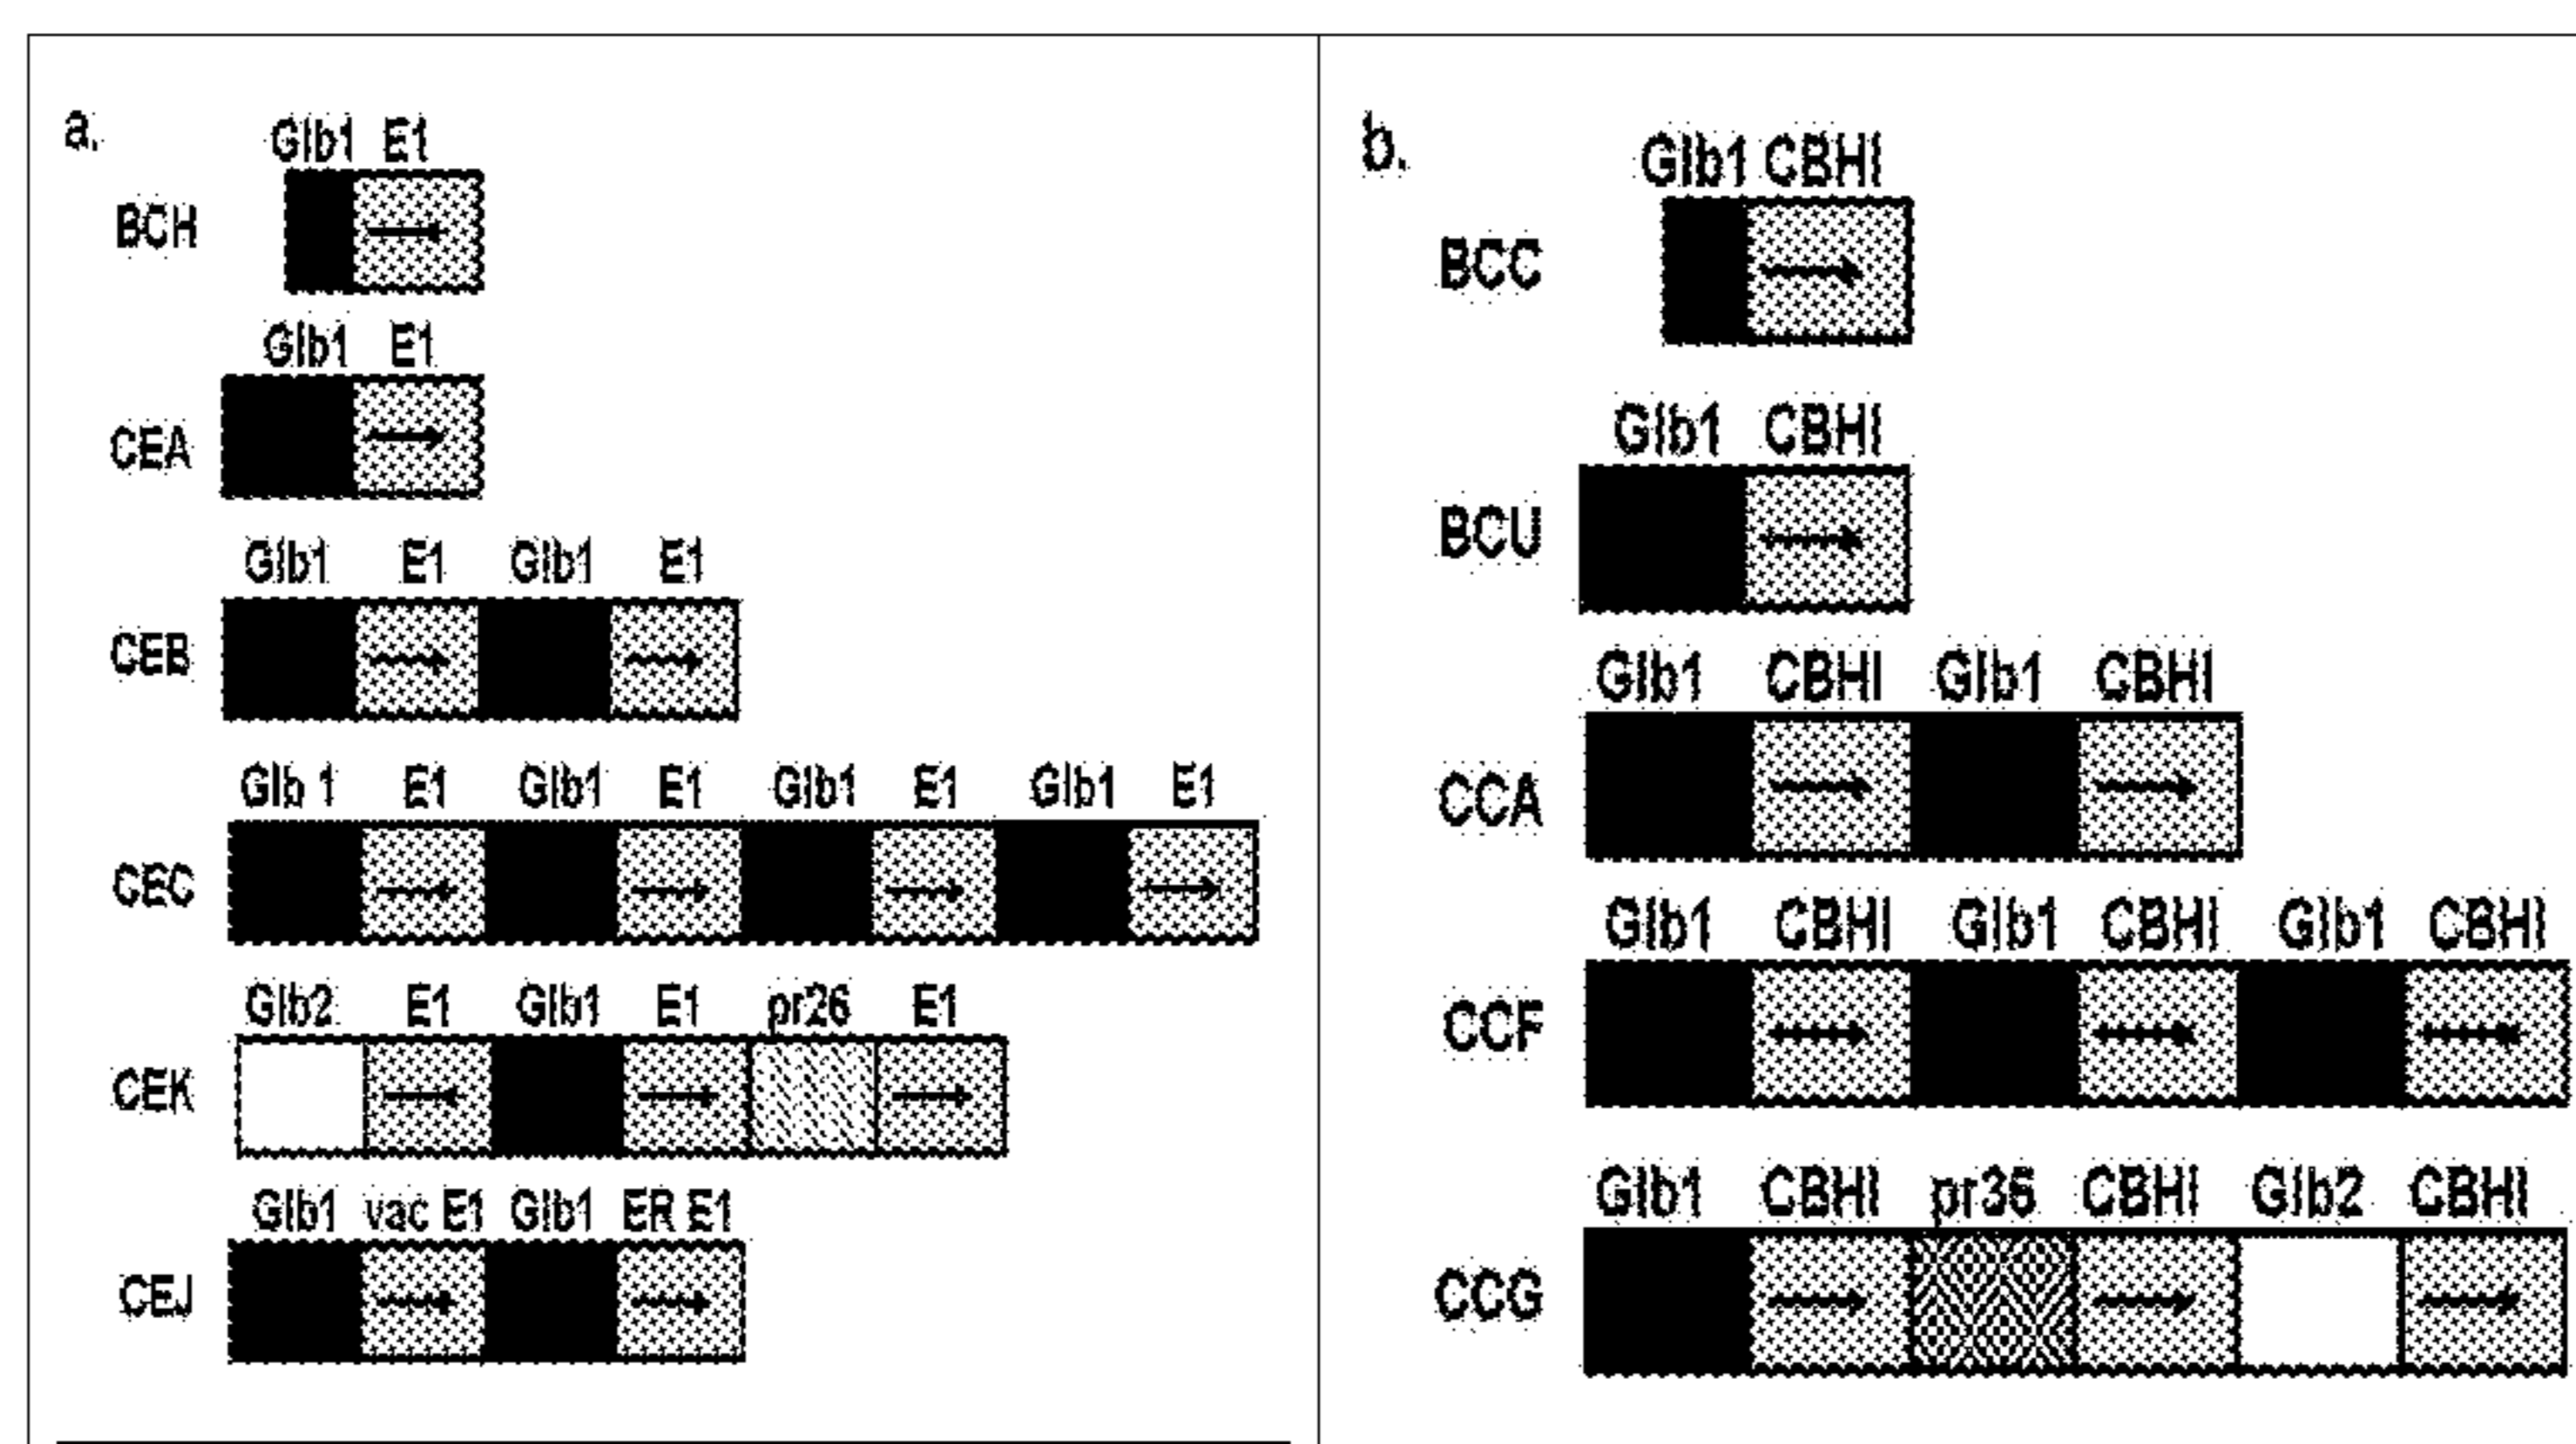 a.
Glb1 E1
BCH
Glb1 E1
CEA
Glb1 E1 Glb1 E1
CEB
Glb 1 E1 Glb1 E1 Glb1 E1 Glb1 E1
CEC
Glb2 E1 Glb1 E1 pr26 E1
CEK
Glb1 vac E1 Glb1 ER E1
CEJ
b.
Glb1 CBHI
BCC
Glb1 CBHI
BCU
Glb1 CBHI Glb1 CBHI
CCA
Glb1 CBHI Glb1 CBHI Glb1 CBHI
CCF
Glb1 CBHI pr36 CBHI Glb2 CBHI
CCG